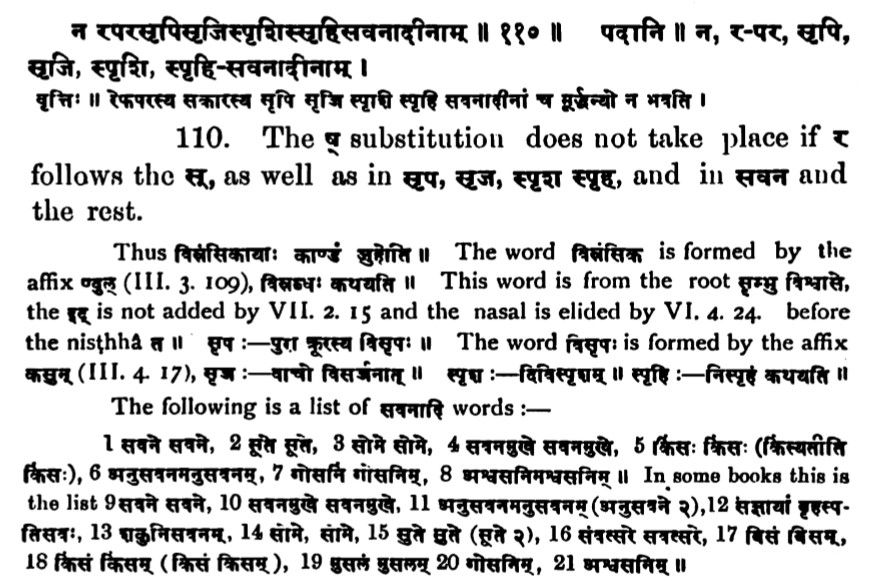 न रपरसृपिसृजिस्पृशिस्पृहिसवनादीनाम् ॥ ११० ॥ पदानि ॥ न, र-पर, सृपि,
सृजि, स्पृशि, स्पृहि-सवनादीनाम् ।
वृत्तिः ॥ रेफपरस्य सकारस्य सृपि सृजि स्पृशि स्पृहि सवनादीनां च मूर्द्धन्यो न भवति ।
110. The ष् substitution does not take place if र
follows the स्, as well as in सृप, सृज, स्पृश स्पृह, and in सवन and
the rest.
Thus विस्रंसिकायाः काण्डं जुहोति ॥ The word विस्रंसिक is formed by the
affix ण्वुल् (III. 3. 109), विस्रब्धः कथयति ॥ This word is from the root सृम्भु विश्वासे,
the इट् is not added by VII. 2. 15 and the nasal is elided by VI. 4. 24. before
the niṣṭhhâ त ॥ सृप :—पुरा क्रूरस्य विसृपः ॥ The word विसृपः is formed by the affix
कसुन् (III. 4. 17), सृज :—वाचो विसर्जनात् ॥ स्पृश :—दिविस्पृशम् ॥ स्पृहि :—निस्पृहं कथयति ॥
The following is a list of सवनादि words :—
1 सवने सवने, 2 सूते सूते, 3 सोमे सोमे, 4 सवनमुखे सवनमुखे, 5 किंसः किंसः (किंस्यतीति
किंसः), 6 अनुसवनमनुसवनम्, 7 गोसनिं गोसनिम्, 8 अश्वसनिमश्वसनिम् ॥ In some books this is
the list 9 सवने सवने, 10 सवनमुखे सवनमुखे, 11 अनुसवनमनुसवनम् (अनुसवने २), 12 संज्ञायां बृहस्प-
तिसवः, 13 शकुनिसवनम्, 14 सोमे, सोमे, 15 सुते सुते (सूते २), 16 संवत्सरे सवत्सरे, 17 बिसं बिसम्,
18 किंसं किंसम् (किसं किसम्), 19 मुसलं मुसलम् 20 गोसनिम्, 21 अश्वसनिम् ॥